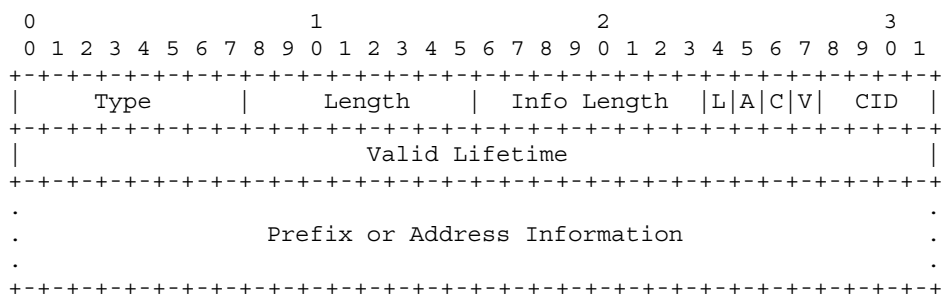 0                   1                   2                   3
 0 1 2 3 4 5 6 7 8 9 0 1 2 3 4 5 6 7 8 9 0 1 2 3 4 5 6 7 8 9 0 1
+-+-+-+-+-+-+-+-+-+-+-+-+-+-+-+-+-+-+-+-+-+-+-+-+-+-+-+-+-+-+-+-+
|     Type      |     Length    |  Info Length  |L|A|C|V|  CID  |
+-+-+-+-+-+-+-+-+-+-+-+-+-+-+-+-+-+-+-+-+-+-+-+-+-+-+-+-+-+-+-+-+
|                        Valid Lifetime                         |
+-+-+-+-+-+-+-+-+-+-+-+-+-+-+-+-+-+-+-+-+-+-+-+-+-+-+-+-+-+-+-+-+
.                                                               .
.                 Prefix or Address Information                 .
.                                                               .
+-+-+-+-+-+-+-+-+-+-+-+-+-+-+-+-+-+-+-+-+-+-+-+-+-+-+-+-+-+-+-+-+